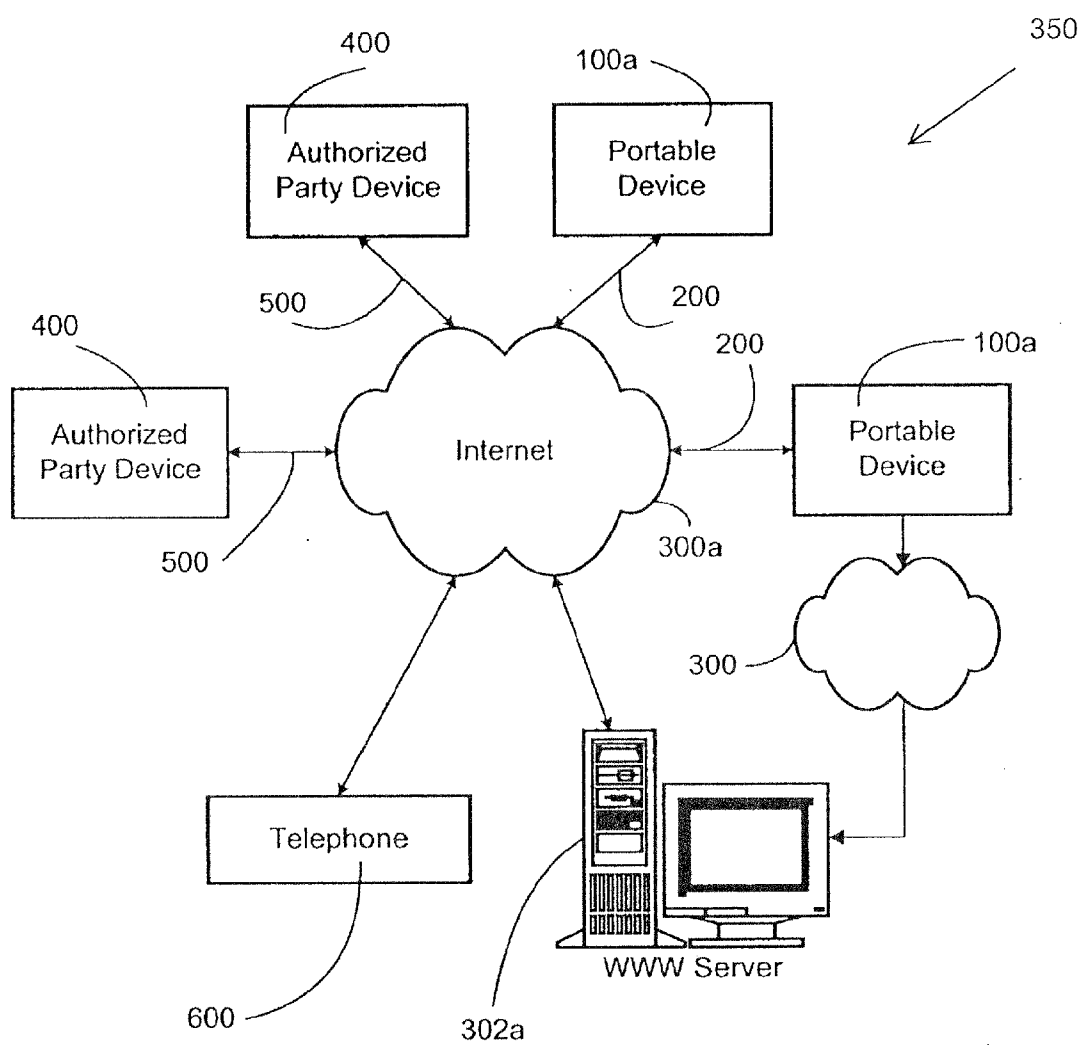 350
400
100a
Authorized
Party Device
Portable
Device
500
200
400
200
100a
Authorized
Party Device
Internet
Portable
Device
500
300a
300
Telephone
WWW Server
600
302a